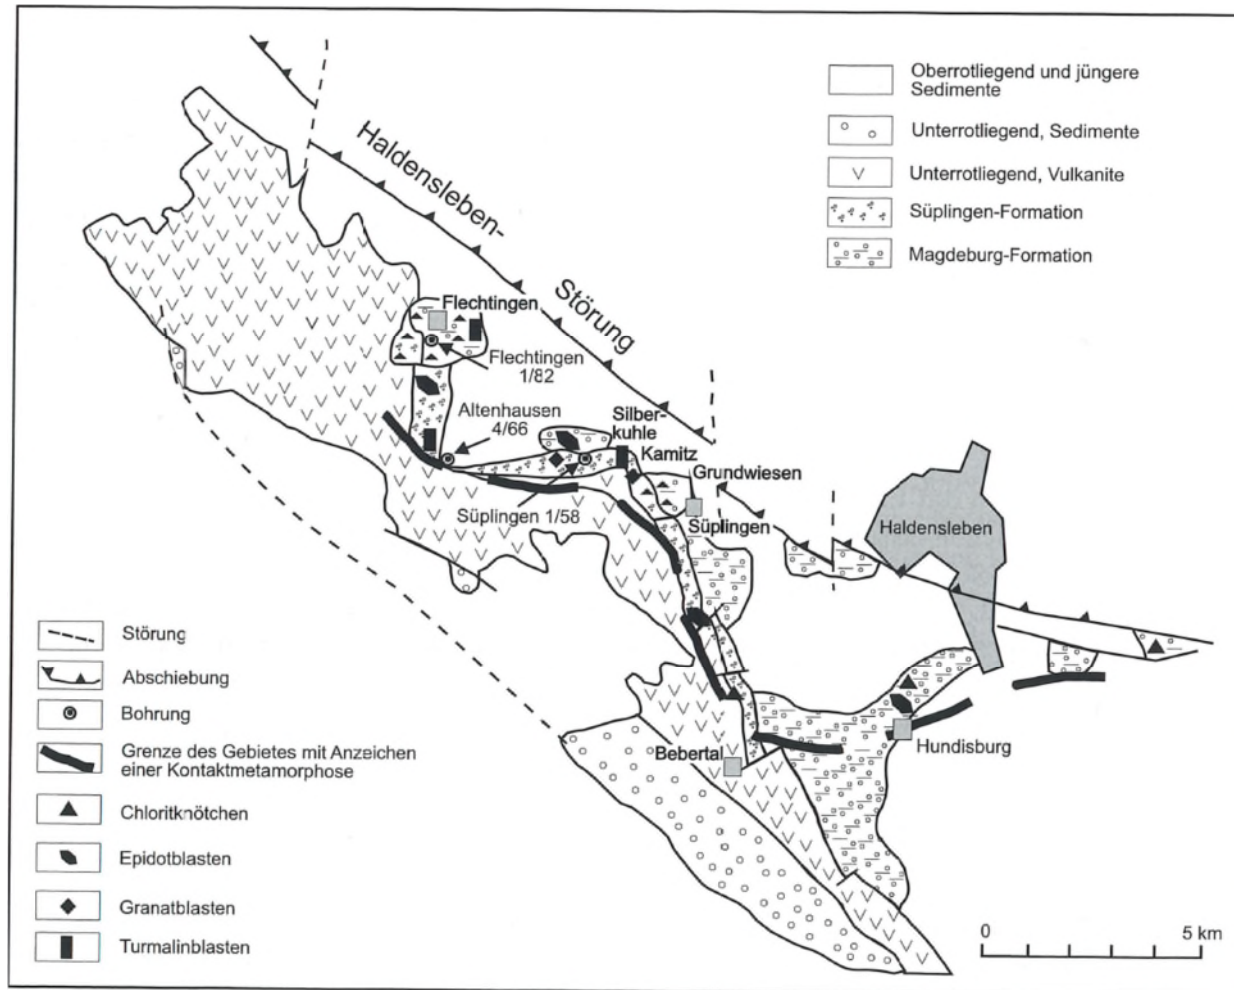 Oberrotliegend und jüngere
Sedimente
Unterrotliegend, Sedimente
Unterrotliegend, Vulkanite
Süplingen-Formation
Magdeburg-Formation
Haldensleben-
Störung
Flechtingen
Flechtingen
1/82
Altenhausen
4/66
Silber-
kuhle
Kamitz
Grundwiesen
Süplingen 1/58
Süplingen
Haldensleben
Bebertal
Hundisburg
Störung
Abschiebung
Bohrung
Grenze des Gebietes mit Anzeichen
einer Kontaktmetamorphose
Chloritknötchen
Epidotblasten
Granatblasten
Turmalinblasten
0 5 km